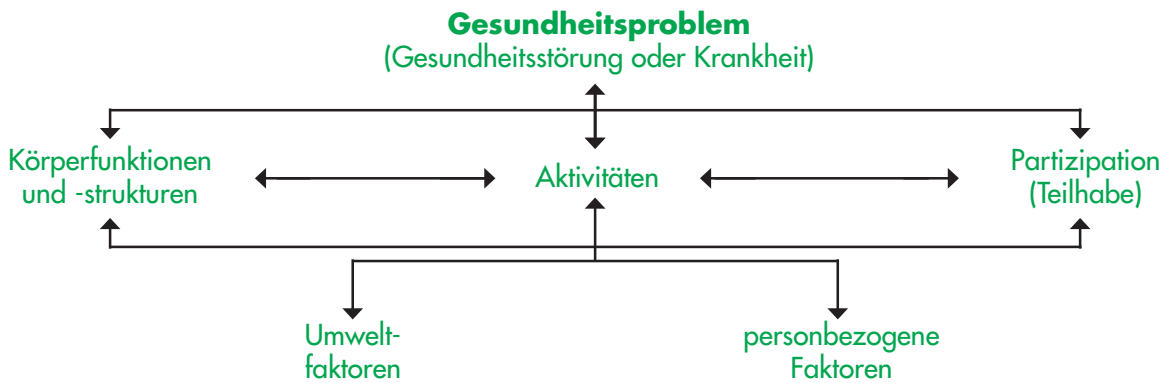 Gesundheitsproblem
(Gesundheitsstörung oder Krankheit)
Körperfunktionen
und -strukturen
Aktivitäten
Partizipation
(Teilhabe)
Umwelt-
faktoren
personbezogene
Faktoren